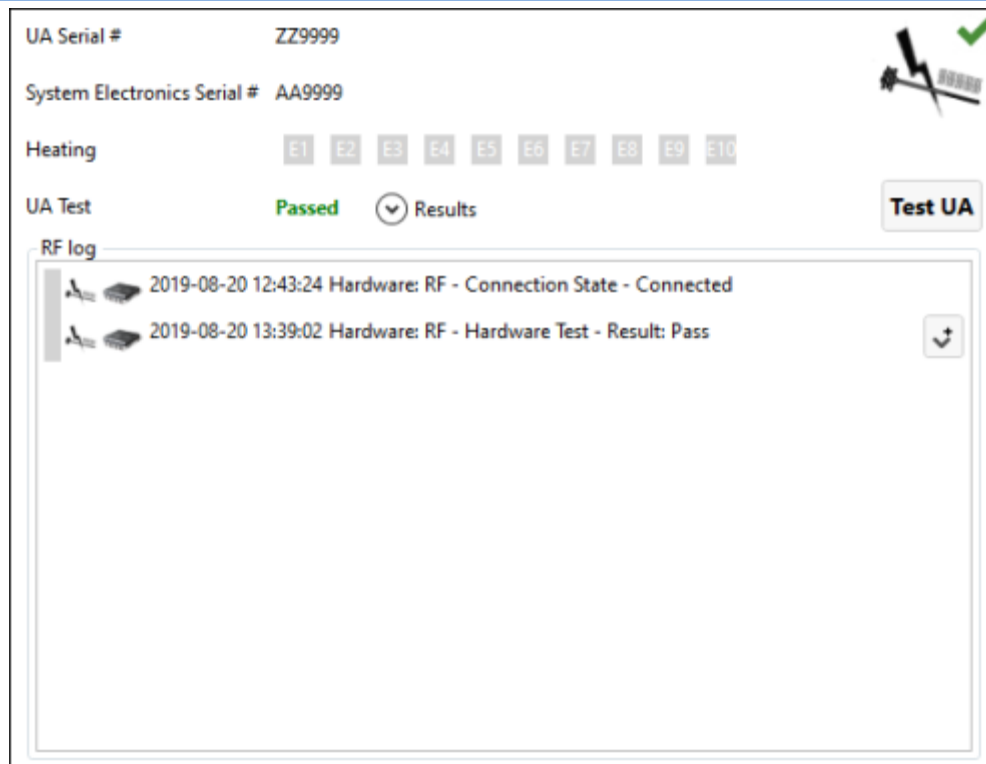 UA Serial # ZZ9999
System Electronics Serial # AA9999
Heating E1 E2 E3 E4 E5 E6 E7 E8 E9 E10
UA Test Passed Results Test UA
RF log
2019-08-20 12:43:24 Hardware: RF - Connection State - Connected
2019-08-20 13:39:02 Hardware: RF - Hardware Test - Result: Pass